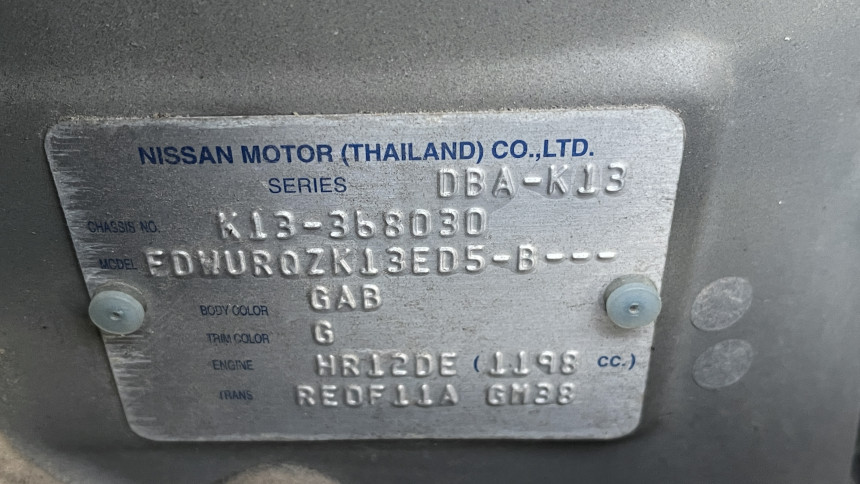 NISSAN MOTOR (THAILAND) CO.,LTD.
SERIES DBA-K13
CHASSIS NO. K13-368030
MODEL FDWURQZK13ED5-B---
BODY COLOR GAB
TRIM COLOR G
ENGINE HR12DE (1198 CC.)
TRANS RE0F11A GM38